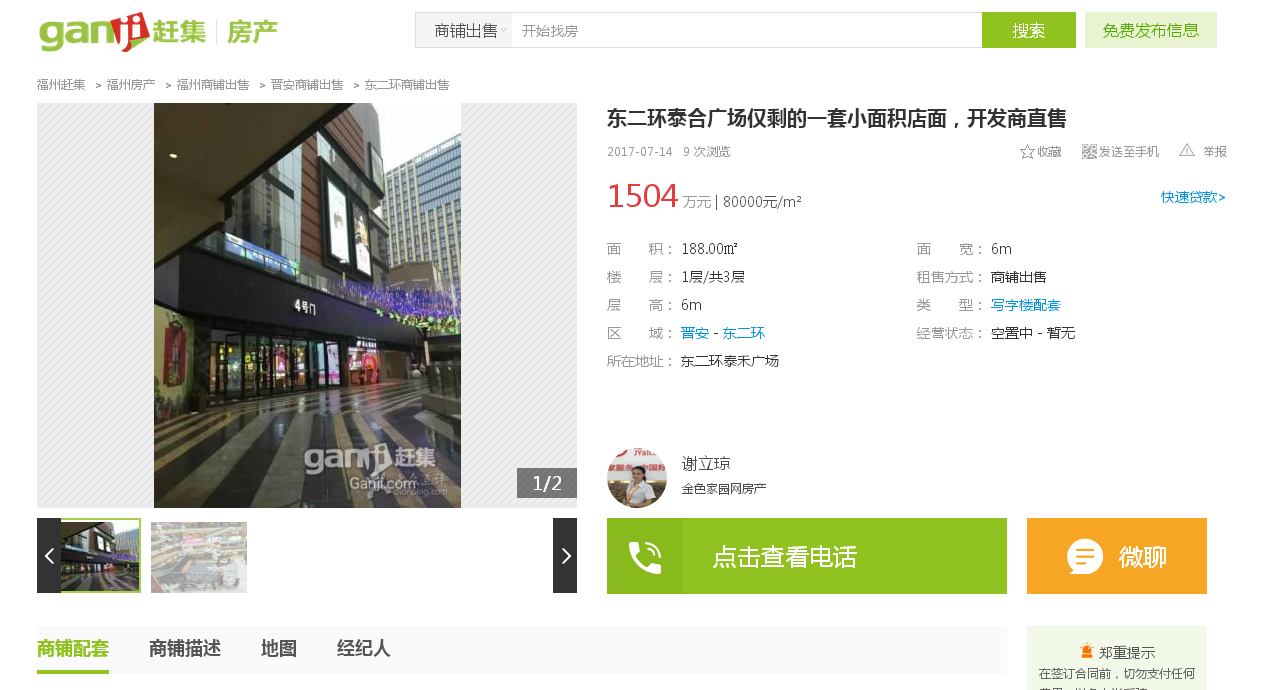 ganji 赶集 房产
商铺出售 开始找房 搜索 免费发布信息
福州赶集 > 福州房产 > 福州商铺出售 > 晋安商铺出售 > 东二环商铺出售
东二环泰合广场仅剩的一套小面积店面，开发商直售
2017-07-14 9 次浏览 收藏 发送至手机 举报
1504 万元 | 80000元/m² 快速贷款>
面 积： 188.00㎡ 面 宽： 6m
楼 层： 1层/共3层 租售方式： 商铺出售
层 高： 6m 类 型： 写字楼配套
区 域： 晋安 - 东二环 经营状态： 空置中 - 暂无
所在地址： 东二环泰禾广场
4号门
ganji 赶集
Ganji.com
1/2
谢立琼
金色家园网房产
点击查看电话 微聊
商铺配套 商铺描述 地图 经纪人
郑重提示
在签订合同前，切勿支付任何